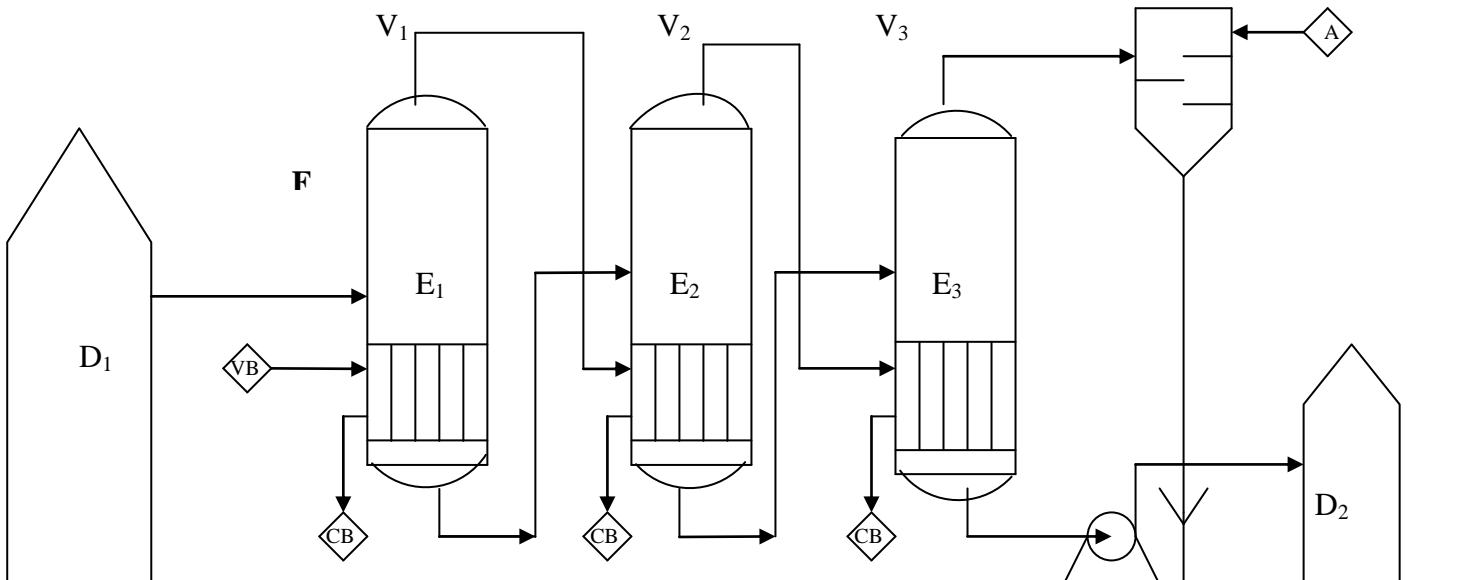 V₁ V₂ V₃
A
F
E₁ E₂ E₃
D₁
VB
D₂
CB CB CB